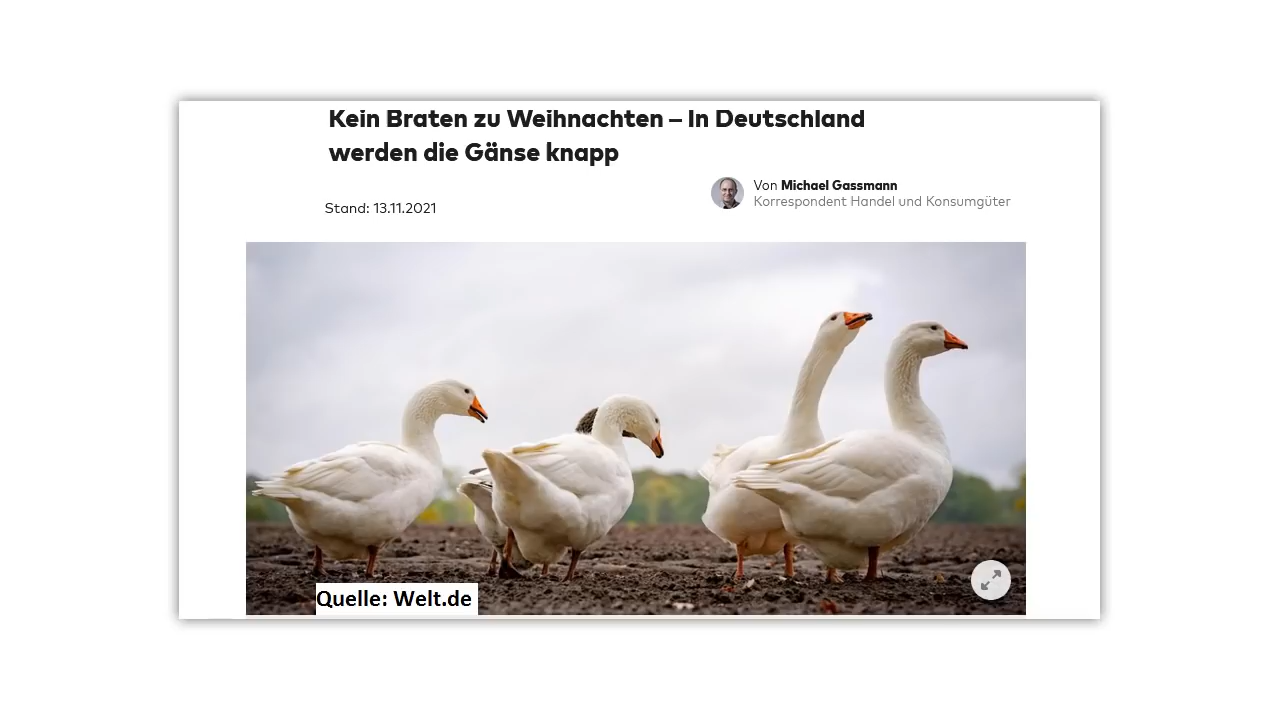 Kein Braten zu Weihnachten – In Deutschland
werden die Gänse knapp
Von Michael Gassmann
Korrespondent Handel und Konsumgüter
Stand: 13.11.2021
Quelle: Welt.de